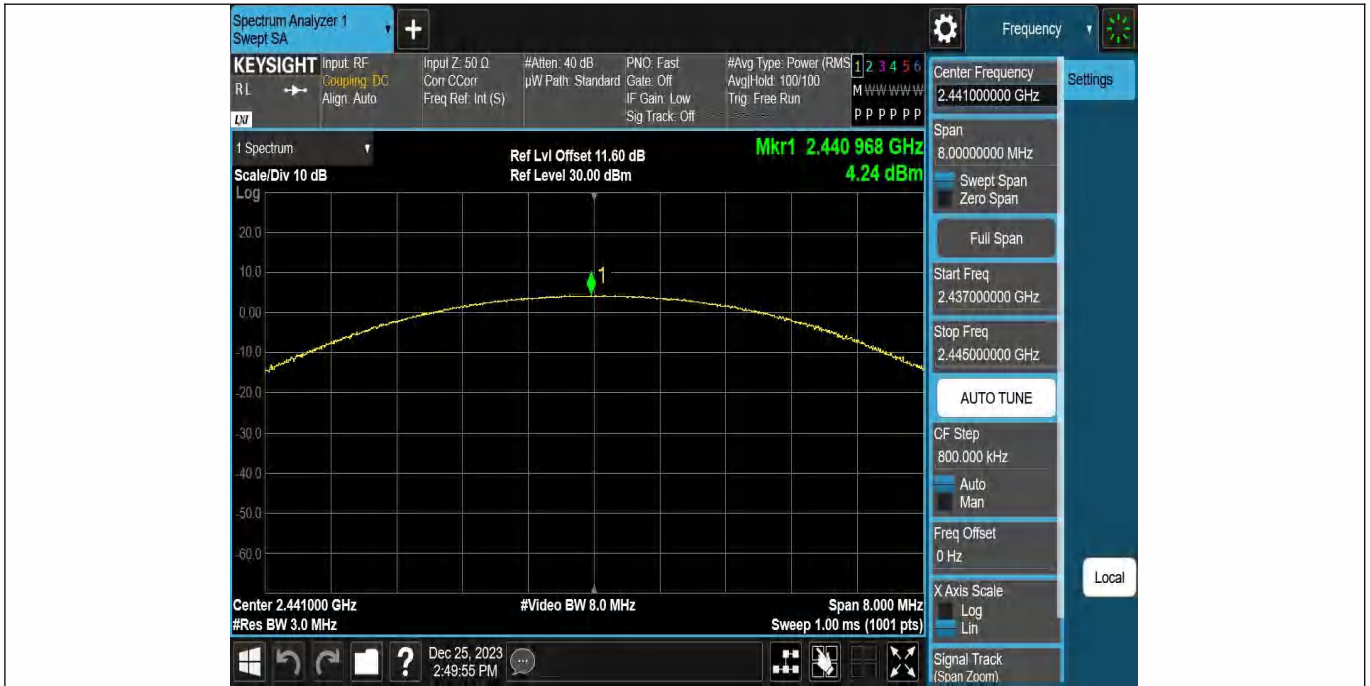 Spectrum Analyzer 1
Swept SA
+
Frequency
KEYSIGHT
RL
LXI
Input: RF
Coupling: DC
Align: Auto
Input Z: 50 Ω
Corr CCorr
Freq Ref: Int (S)
#Atten: 40 dB
µW Path: Standard
PNO: Fast
Gate: Off
IF Gain: Low
Sig Track: Off
#Avg Type: Power (RMS
Avg|Hold: 100/100
Trig: Free Run
1 2 3 4 5 6
M W W W W W
P P P P P P
Center Frequency
2.441000000 GHz
Settings
Span
8.00000000 MHz
Swept Span
Zero Span
Full Span
Start Freq
2.437000000 GHz
Stop Freq
2.445000000 GHz
AUTO TUNE
CF Step
800.000 kHz
Auto
Man
Freq Offset
0 Hz
X Axis Scale
Log
Lin
Signal Track
(Span Zoom)
Local
1 Spectrum
Scale/Div 10 dB
Ref Lvl Offset 11.60 dB
Ref Level 30.00 dBm
Mkr1 2.440 968 GHz
4.24 dBm
Log
20.0
10.0
0.00
-10.0
-20.0
-30.0
-40.0
-50.0
-60.0
1
Center 2.441000 GHz
#Video BW 8.0 MHz
Span 8.000 MHz
#Res BW 3.0 MHz
Sweep 1.00 ms (1001 pts)
?
Dec 25, 2023
2:49:55 PM